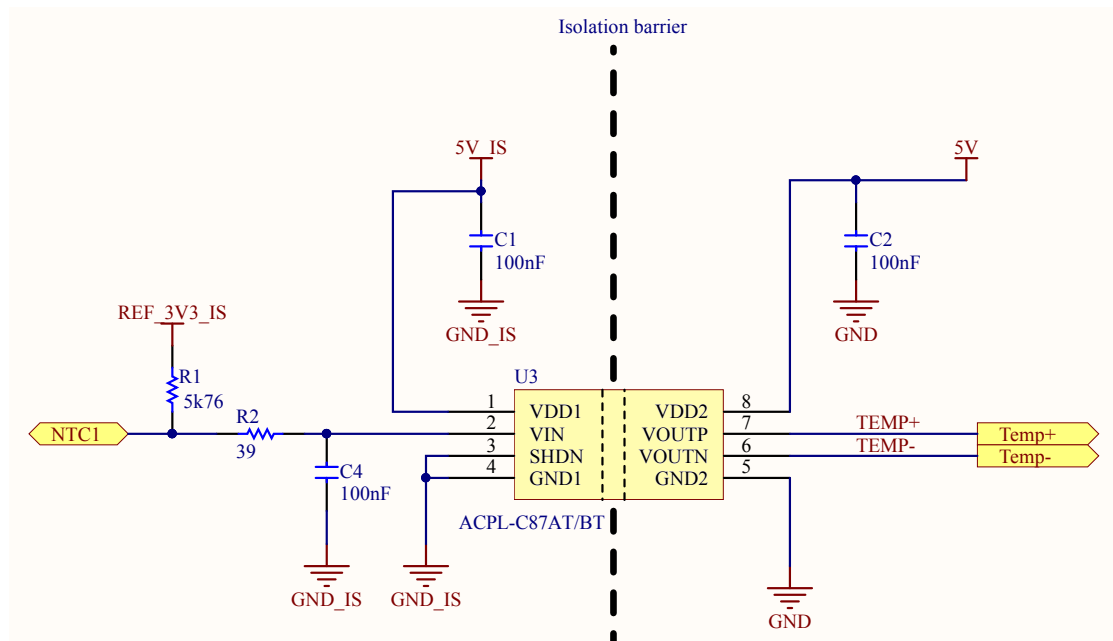 Isolation barrier
5V_IS
5V
C1
100nF
C2
100nF
GND_IS
GND
REF_3V3_IS
R1
5k76
NTC1
R2
39
C4
100nF
GND_IS
GND_IS
U3
1
2
3
4
VDD1
VIN
SHDN
GND1
VDD2
VOUTP
VOUTN
GND2
8
7
6
5
ACPL-C87AT/BT
TEMP+
TEMP-
Temp+
Temp-
GND